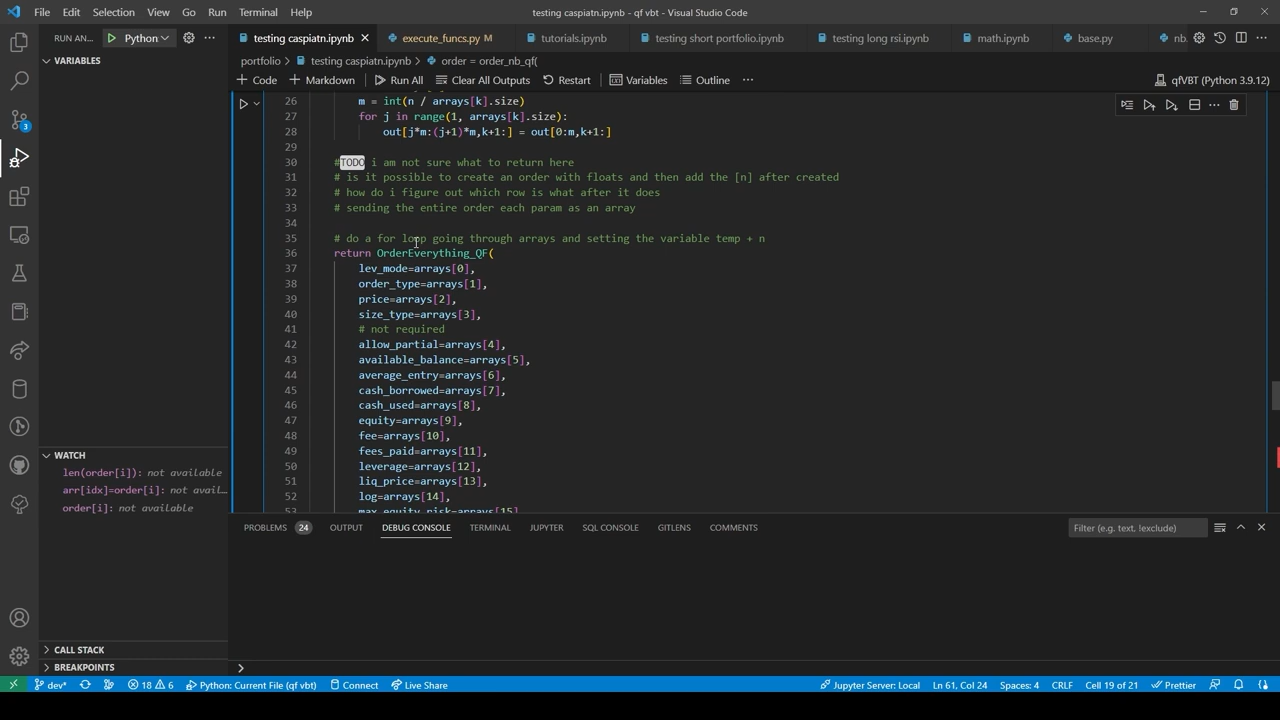 File Edit Selection View Go Run Terminal Help
testing caspiatn.ipynb - qf vbt - Visual Studio Code
RUN AN... Python
testing caspiatn.ipynb execute_funcs.py M tutorials.ipynb testing short portfolio.ipynb testing long rsi.ipynb math.ipynb base.py nb
portfolio > testing caspiatn.ipynb > order = order_nb_qf(
+ Code + Markdown Run All Clear All Outputs Restart Variables Outline ... qfVBT (Python 3.9.12)
VARIABLES
26 m = int(n / arrays[k].size)
27 for j in range(1, arrays[k].size):
28 out[j*m:(j+1)*m,k+1:] = out[0:m,k+1:]
29
30 #TODO i am not sure what to return here
31 # is it possible to create an order with floats and then add the [n] after created
32 # how do i figure out which row is what after it does
33 # sending the entire order each param as an array
34
35 # do a for loop going through arrays and setting the variable temp + n
36 return OrderEverything_QF(
37 lev_mode=arrays[0],
38 order_type=arrays[1],
39 price=arrays[2],
40 size_type=arrays[3],
41 # not required
42 allow_partial=arrays[4],
43 available_balance=arrays[5],
44 average_entry=arrays[6],
45 cash_borrowed=arrays[7],
46 cash_used=arrays[8],
47 equity=arrays[9],
48 fee=arrays[10],
49 fees_paid=arrays[11],
50 leverage=arrays[12],
51 liq_price=arrays[13],
52 log=arrays[14],
53 max_equity_risk=arrays[15]
3
WATCH
len(order[i]): not available
arr[idx]=order[i]: not avail...
order[i]: not available
CALL STACK
BREAKPOINTS
PROBLEMS 24 OUTPUT DEBUG CONSOLE TERMINAL JUPYTER SQL CONSOLE GITLENS COMMENTS
Filter (e.g. text, !exclude)
dev* 18 6 Python: Current File (qf vbt) Connect Live Share
Jupyter Server: Local Ln 61, Col 24 Spaces: 4 CRLF Cell 19 of 21 Prettier